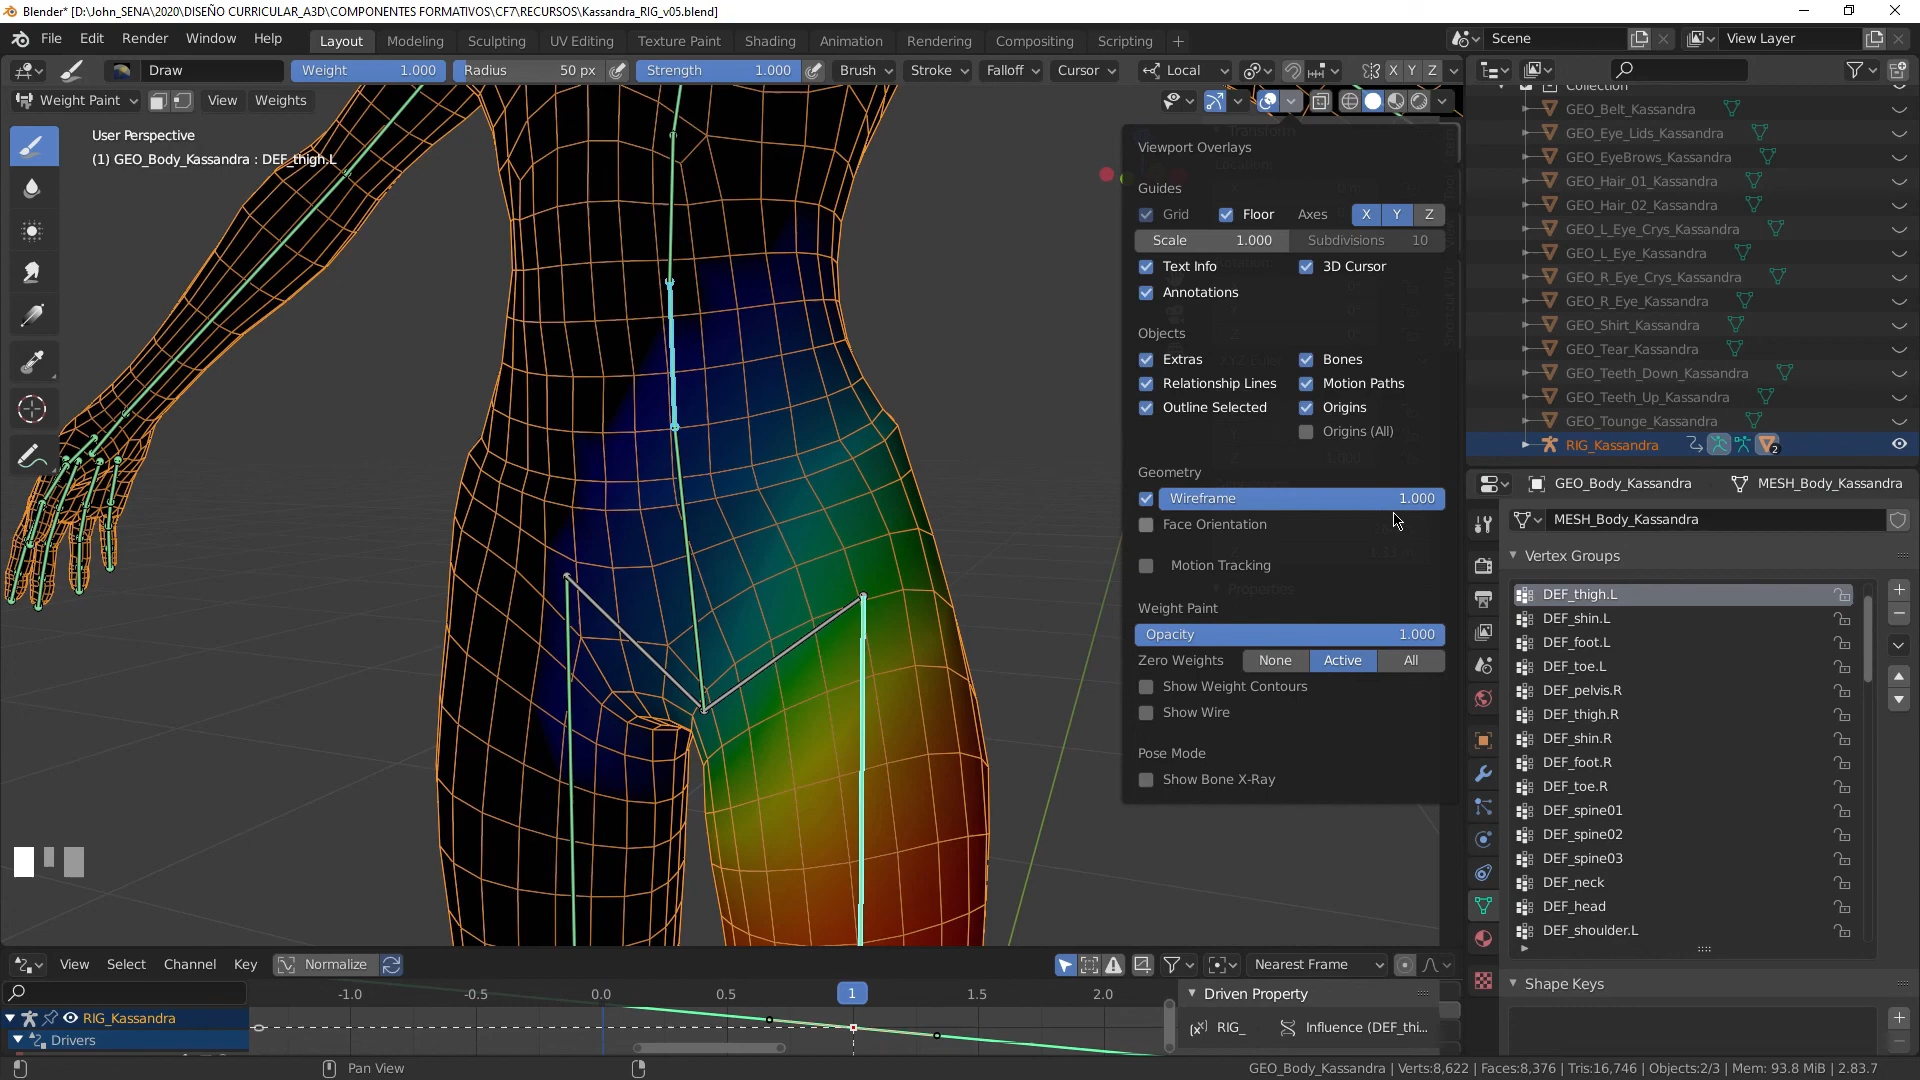 Blender* [D:\John_SENA\2020\DISEÑO CURRICULAR_A3D\COMPONENTES FORMATIVOS\CF7\RECURSOS\Kassandra_RIG_v05.blend]
File Edit Render Window Help
Layout Modeling Sculpting UV Editing Texture Paint Shading Animation Rendering Compositing Scripting +
Scene
View Layer
Draw
Weight 1.000
Radius 50 px
Strength 1.000
Brush Stroke Falloff Cursor
Local
X Y Z
Weight Paint View Weights
User Perspective
(1) GEO_Body_Kassandra : DEF_thigh.L
Viewport Overlays
Guides
Grid Floor Axes X Y Z
Scale 1.000 Subdivisions 10
Text Info 3D Cursor
Annotations
Objects
Extras Bones
Relationship Lines Motion Paths
Outline Selected Origins
Origins (All)
Geometry
Wireframe 1.000
Face Orientation
Motion Tracking
Weight Paint
Opacity 1.000
Zero Weights None Active All
Show Weight Contours
Show Wire
Pose Mode
Show Bone X-Ray
Collection
GEO_Belt_Kassandra
GEO_Eye_Lids_Kassandra
GEO_EyeBrows_Kassandra
GEO_Hair_01_Kassandra
GEO_Hair_02_Kassandra
GEO_L_Eye_Crys_Kassandra
GEO_L_Eye_Kassandra
GEO_R_Eye_Crys_Kassandra
GEO_R_Eye_Kassandra
GEO_Shirt_Kassandra
GEO_Tear_Kassandra
GEO_Teeth_Down_Kassandra
GEO_Teeth_Up_Kassandra
GEO_Tounge_Kassandra
RIG_Kassandra 2
GEO_Body_Kassandra MESH_Body_Kassandra
MESH_Body_Kassandra
Vertex Groups
DEF_thigh.L
DEF_shin.L
DEF_foot.L
DEF_toe.L
DEF_pelvis.R
DEF_thigh.R
DEF_shin.R
DEF_foot.R
DEF_toe.R
DEF_spine01
DEF_spine02
DEF_spine03
DEF_neck
DEF_head
DEF_shoulder.L
Shape Keys
View Select Channel Key Normalize
Nearest Frame
-1.0 -0.5 0.0 0.5 1 1.5 2.0
RIG_Kassandra
Drivers
Driven Property
RIG_ Influence (DEF_thi...
Pan View
GEO_Body_Kassandra | Verts:8,622 | Faces:8,376 | Tris:16,746 | Objects:2/3 | Mem: 93.8 MiB | 2.83.7